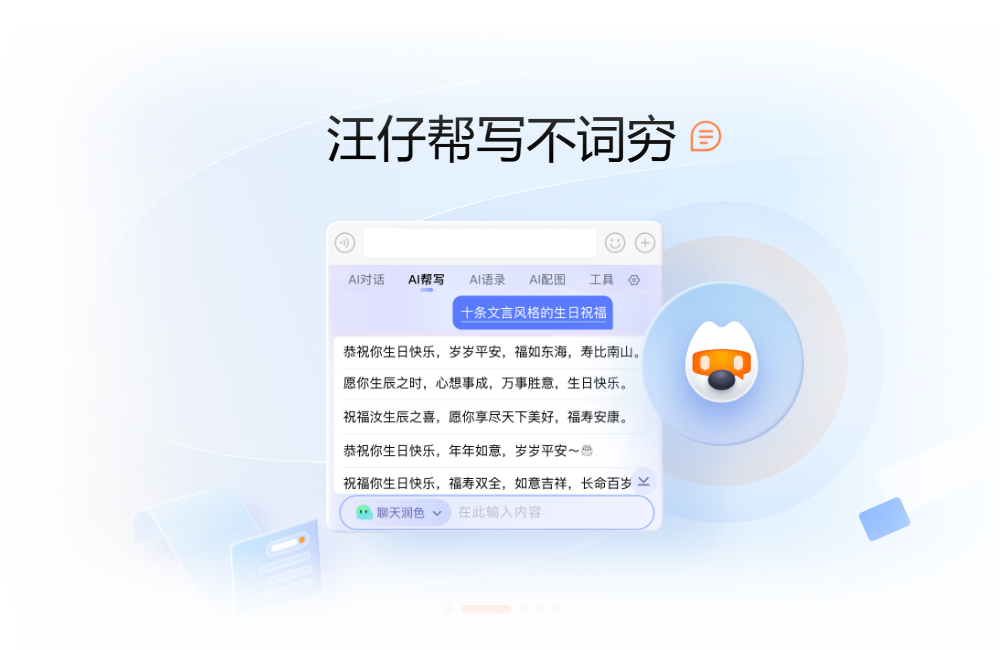 汪仔帮写不词穷
AI对话 AI帮写 AI语录 AI配图 工具
十条文言风格的生日祝福
恭祝你生日快乐，岁岁平安，福如东海，寿比南山。
愿你生辰之时，心想事成，万事胜意，生日快乐。
祝福汝生辰之喜，愿你享尽天下美好，福寿安康。
恭祝你生日快乐，年年如意，岁岁平安～🎂
祝福你生日快乐，福寿双全，如意吉祥，长命百岁
聊天润色 在此输入内容